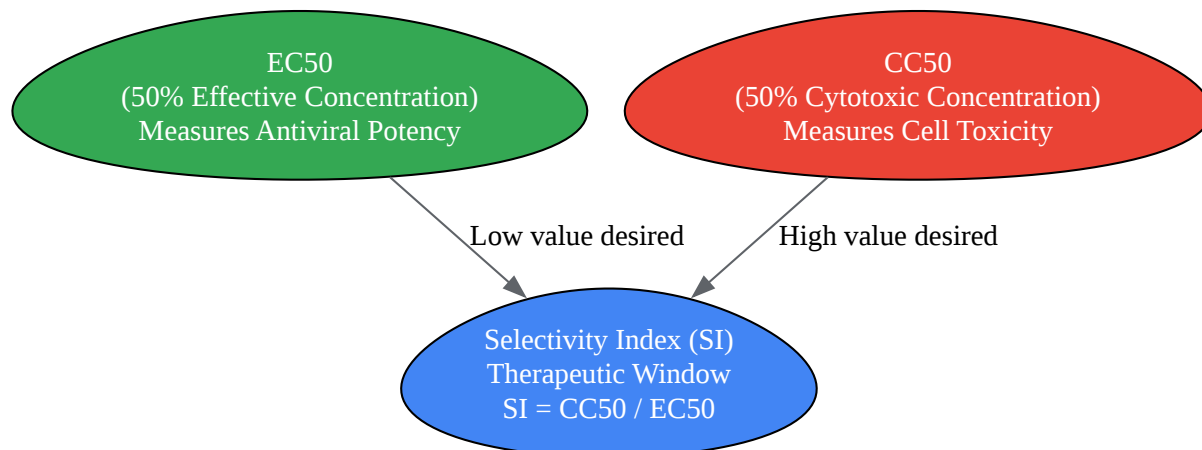 EC50
(50% Effective Concentration)
Measures Antiviral Potency
CC50
(50% Cytotoxic Concentration)
Measures Cell Toxicity
Low value desired
High value desired
Selectivity Index (SI)
Therapeutic Window
SI = CC50 / EC50